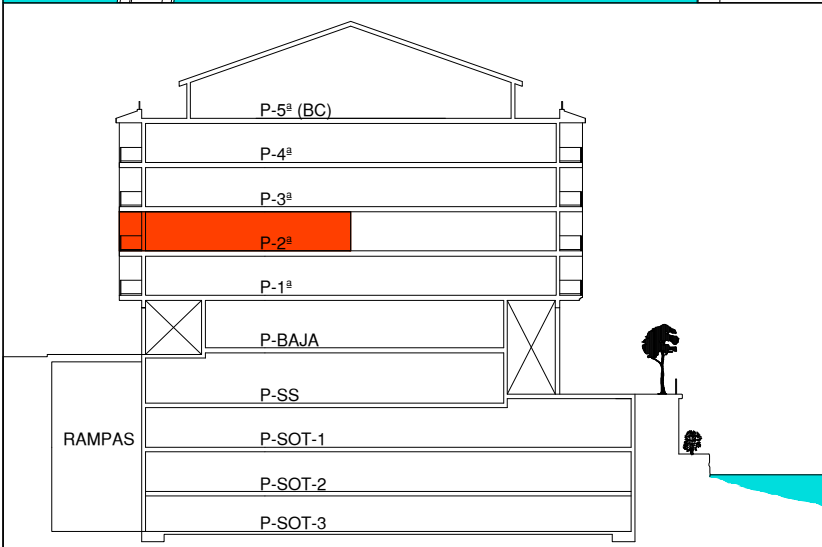 P-5ª (BC)
P-4ª
P-3ª
P-2ª
P-1ª
P-BAJA
P-SS
RAMPAS
P-SOT-1
P-SOT-2
P-SOT-3